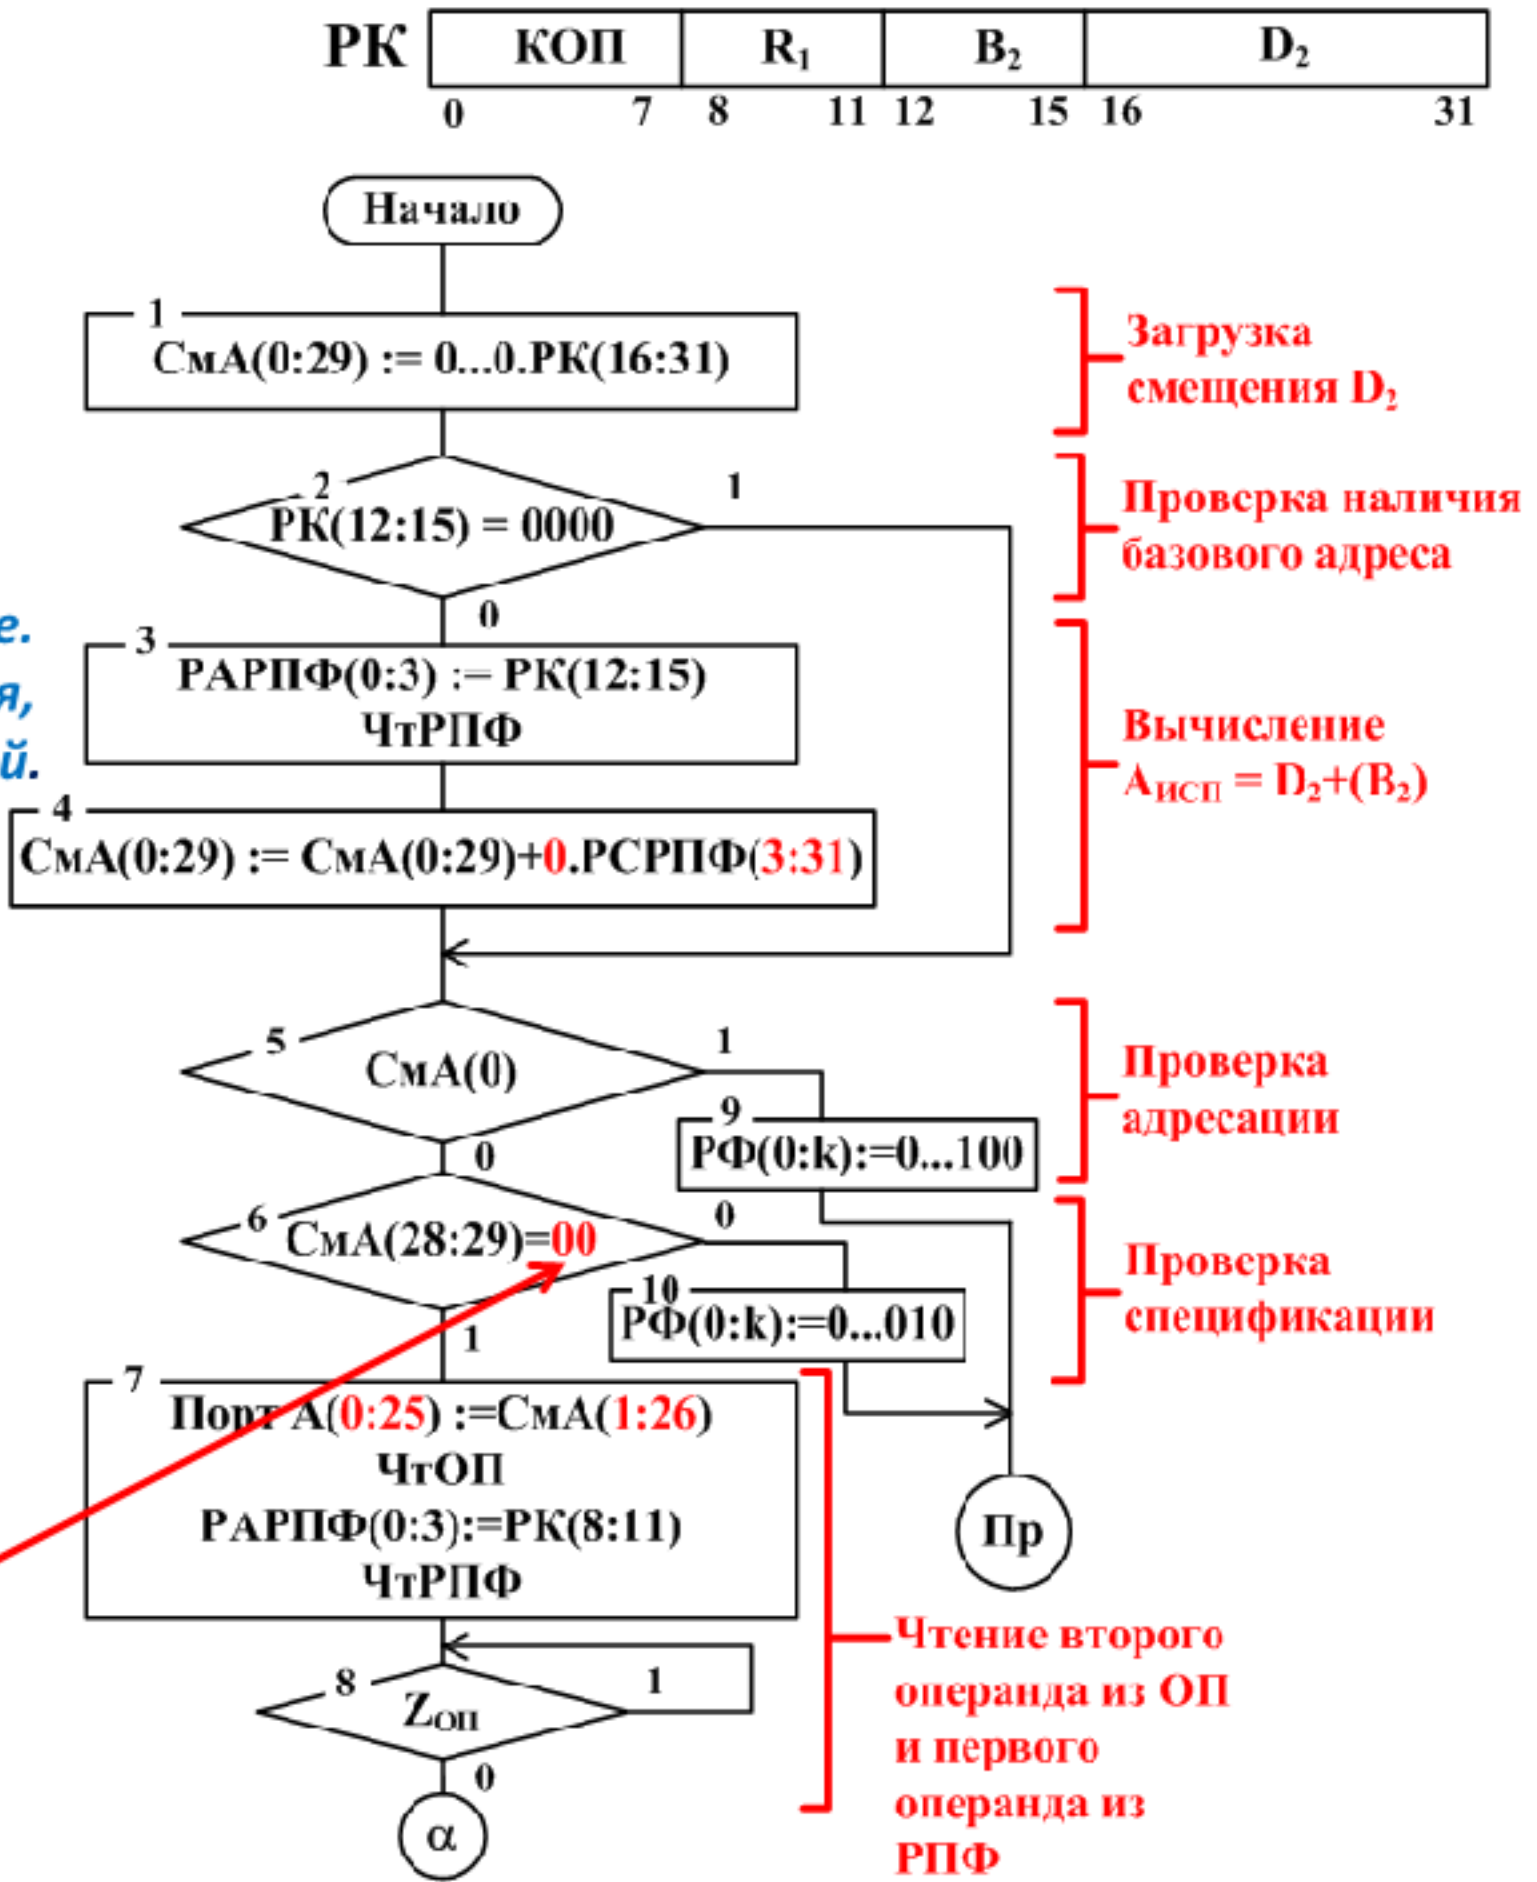 РК КОП R₁ B₂ D₂
0 7 8 11 12 15 16 31
Начало
1
СмА(0:29) := 0...0.РК(16:31)
Загрузка
смещения D₂
2
РК(12:15) = 0000
1
0
Проверка наличия
базового адреса
е.
я,
й.
3
РАРПФ(0:3) := РК(12:15)
ЧтРПФ
4
СмА(0:29) := СмА(0:29)+0.РСРПФ(3:31)
Вычисление
AИСП = D₂+(B₂)
5
СмА(0)
1
0
9
РФ(0:k):=0...100
Проверка
адресации
6
СмА(28:29)=00
0
1
10
РФ(0:k):=0...010
Проверка
спецификации
7
Порт А(0:25) :=СмА(1:26)
ЧтОП
РАРПФ(0:3):=РК(8:11)
ЧтРПФ
Пр
8
ZОП
1
0
α
Чтение второго
операнда из ОП
и первого
операнда из
РПФ